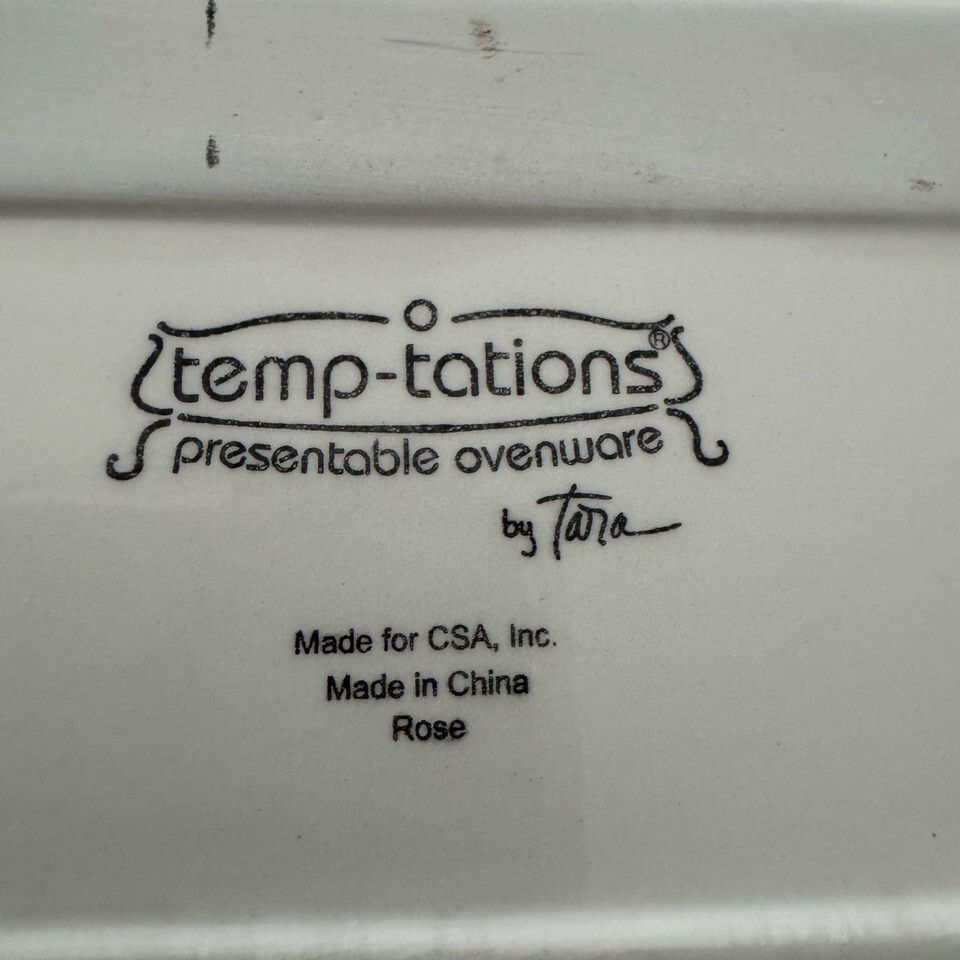 temp-tations®
presentable ovenware
by Tara
Made for CSA, Inc.
Made in China
Rose